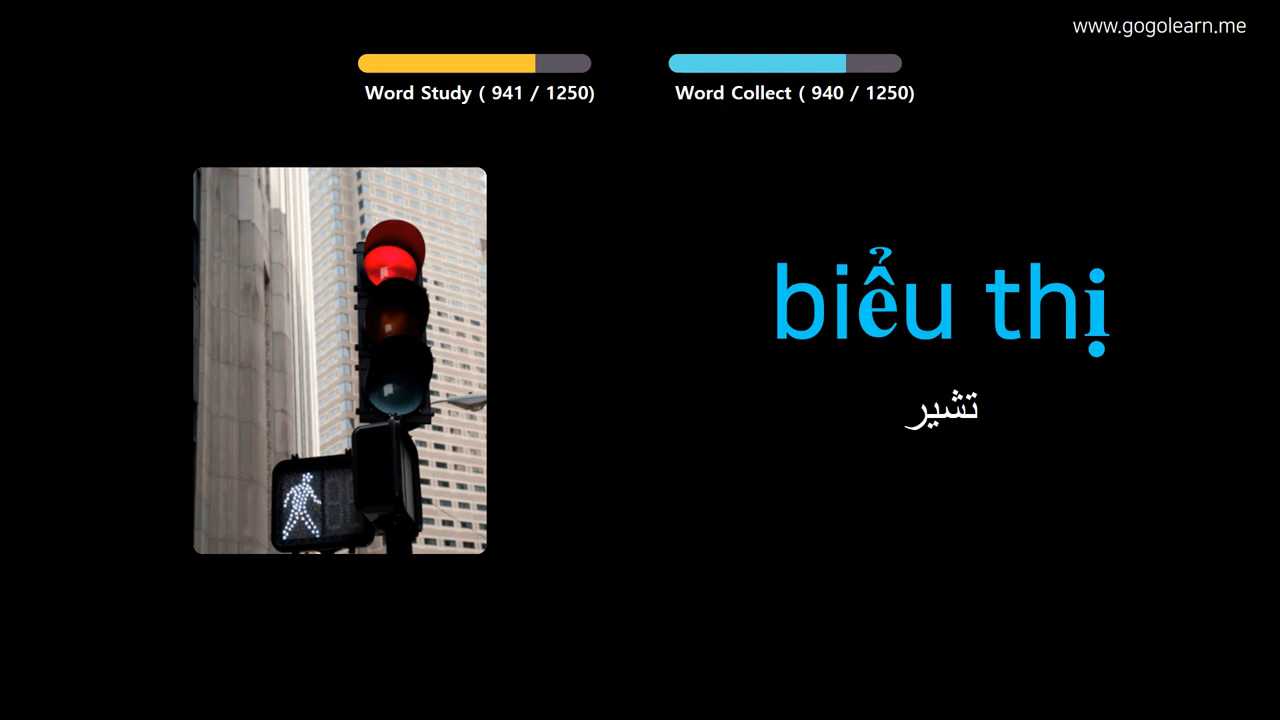 www.gogolearn.me
Word Study ( 941 / 1250)
Word Collect ( 940 / 1250)
biểu thị
تشير